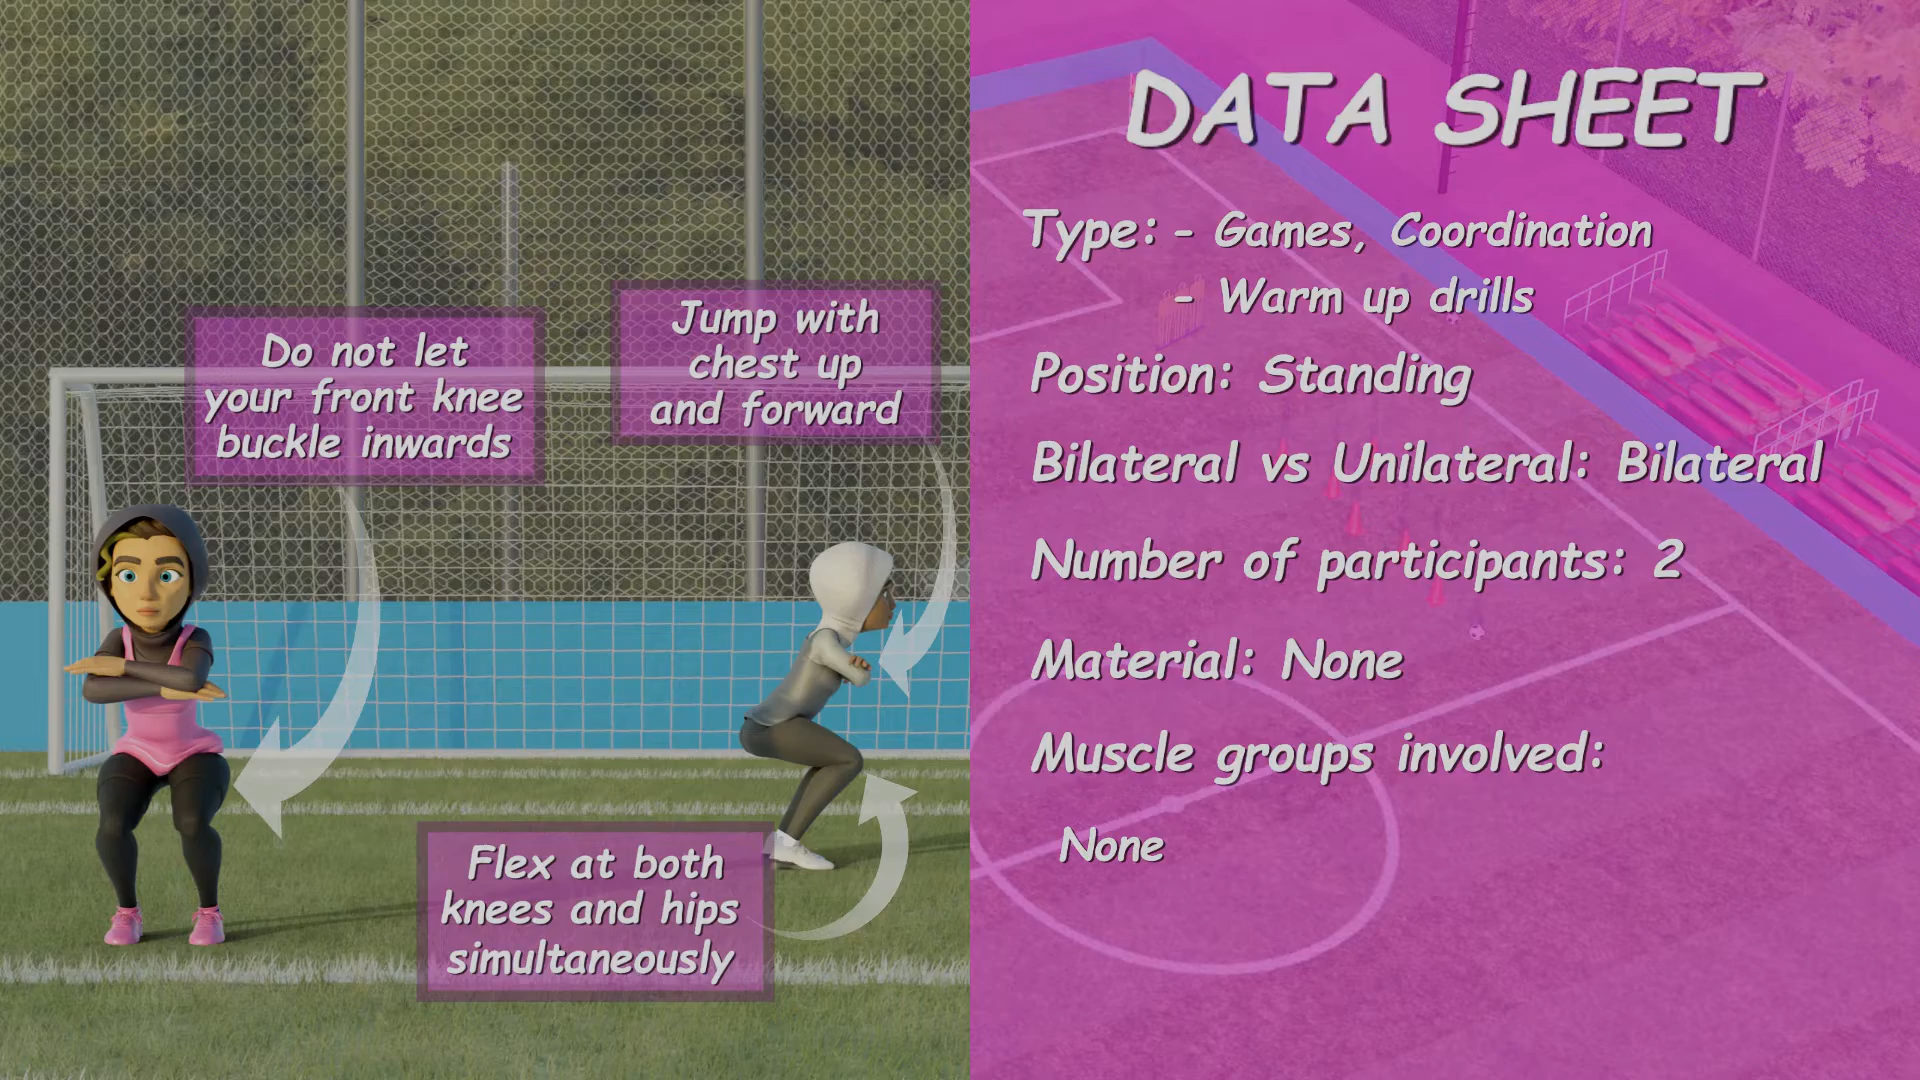 Do not let
your front knee
buckle inwards
Jump with
chest up
and forward
Flex at both
knees and hips
simultaneously
DATA SHEET
Type: - Games, Coordination
- Warm up drills
Position: Standing
Bilateral vs Unilateral: Bilateral
Number of participants: 2
Material: None
Muscle groups involved:
None